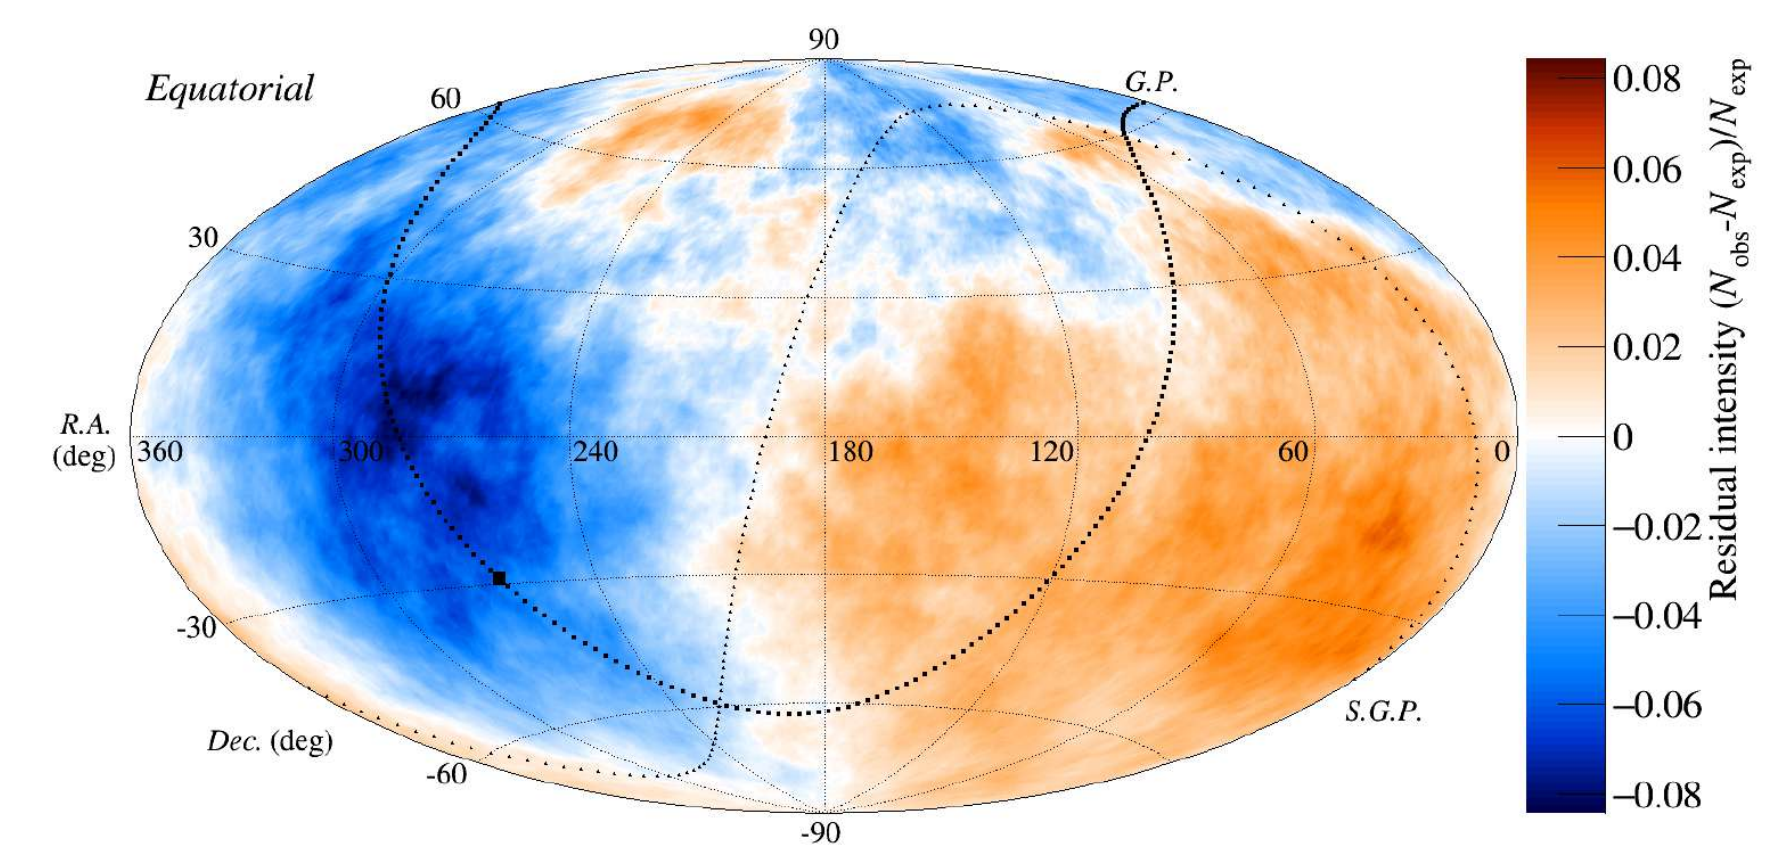 Equatorial
90
G.P.
60
30
R.A.
(deg)
360 300 240 180 120 60 0
-30
Dec. (deg)
-60
-90
S.G.P.
0.08
0.06
0.04
0.02
0
−0.02
−0.04
−0.06
−0.08
Residual intensity (Nobs-Nexp)/Nexp